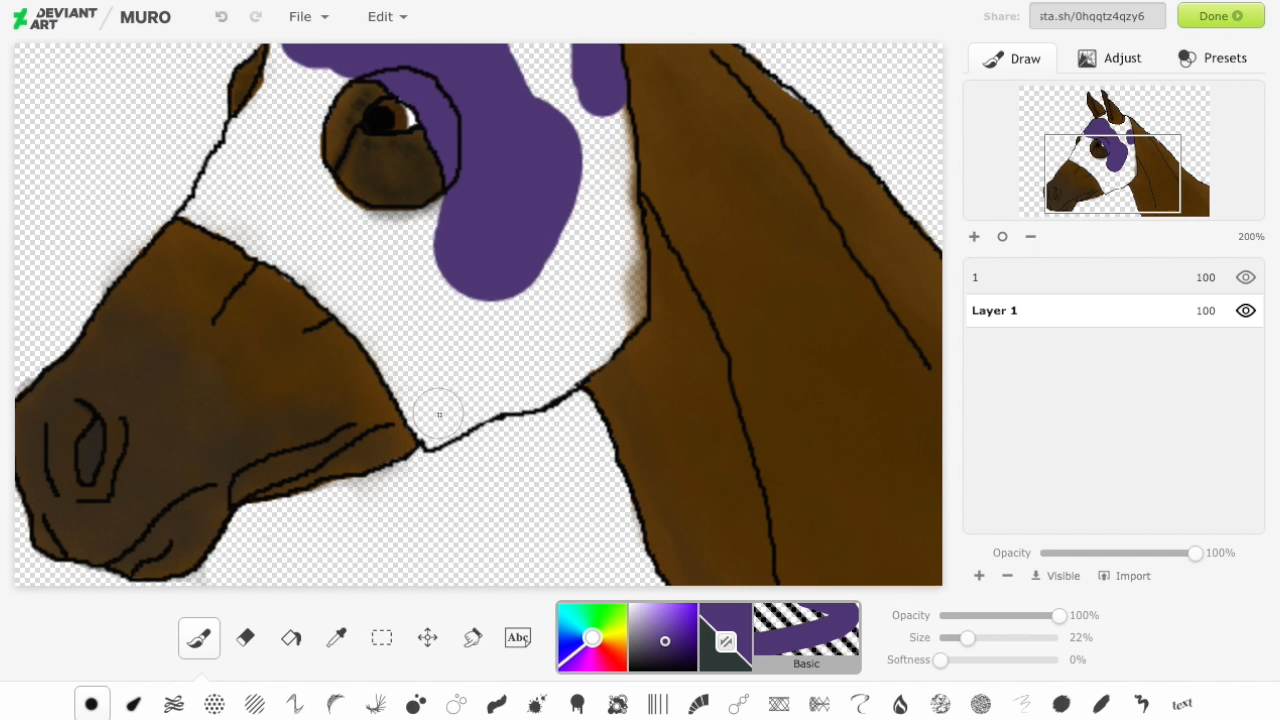 DEVIANT ART MURO File Edit Share: sta.sh/0hqqtz4qzy6 Done
Draw Adjust Presets
200%
1 100
Layer 1 100
Opacity 100%
Visible Import
Abc
Basic
Opacity 100%
Size 22%
Softness 0%
text